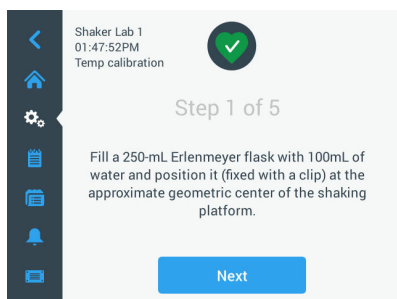 Shaker Lab 1
01:47:52PM
Temp calibration
Step 1 of 5
Fill a 250-mL Erlenmeyer flask with 100mL of
water and position it (fixed with a clip) at the
approximate geometric center of the shaking
platform.
Next